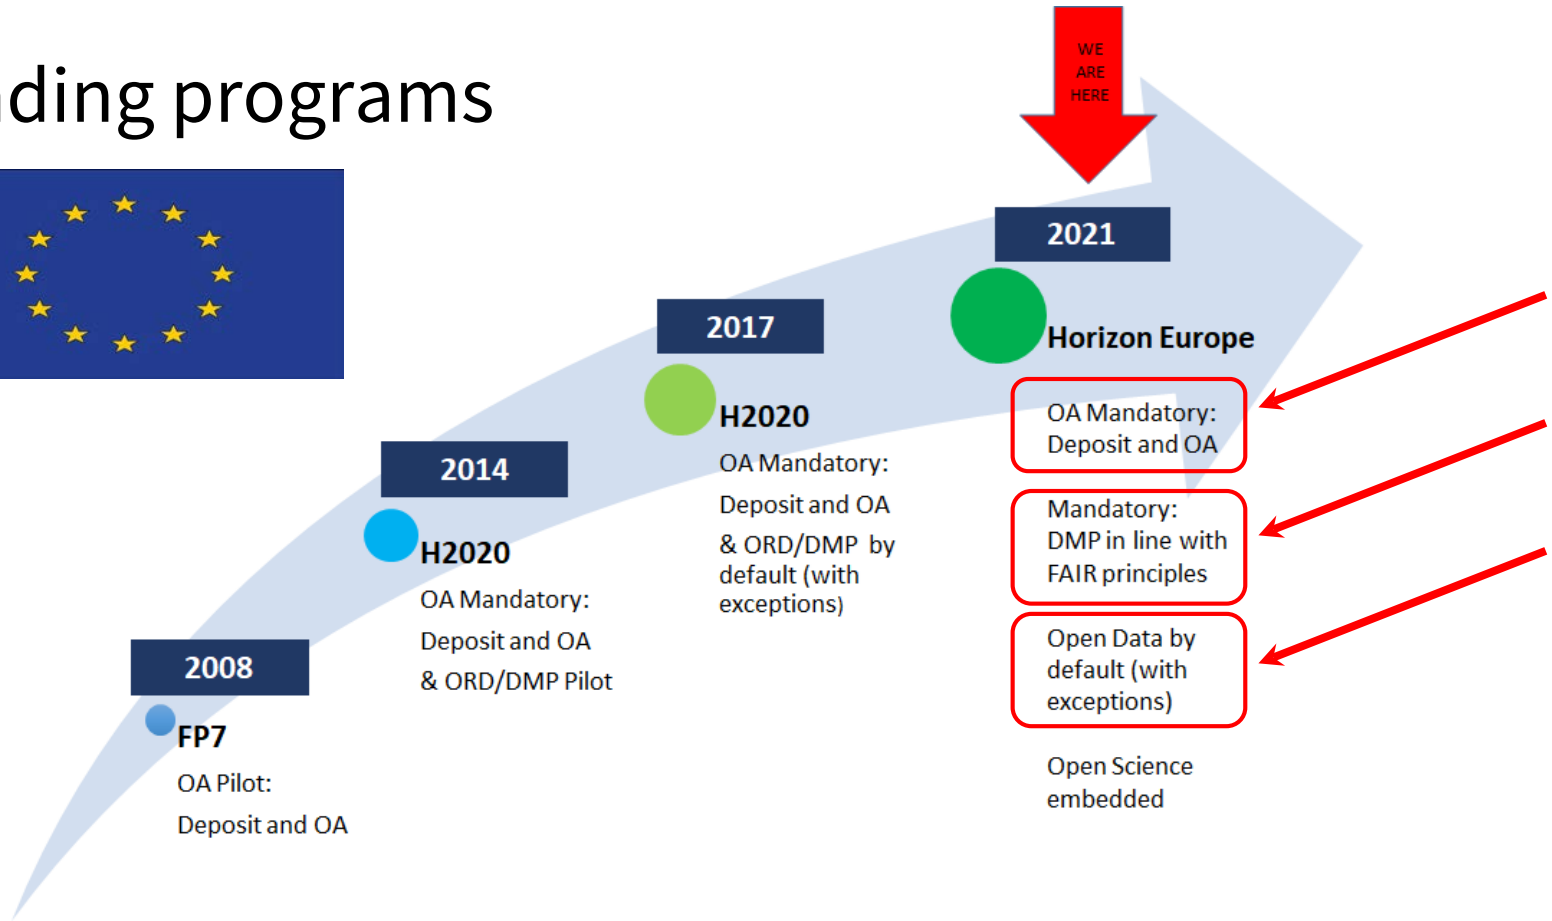 ding programs
WE
ARE
HERE
2021
Horizon Europe
OA Mandatory:
Deposit and OA
Mandatory:
DMP in line with
FAIR principles
Open Data by
default (with
exceptions)
Open Science
embedded
2017
H2020
OA Mandatory:
Deposit and OA
& ORD/DMP by
default (with
exceptions)
2014
H2020
OA Mandatory:
Deposit and OA
& ORD/DMP Pilot
2008
FP7
OA Pilot:
Deposit and OA